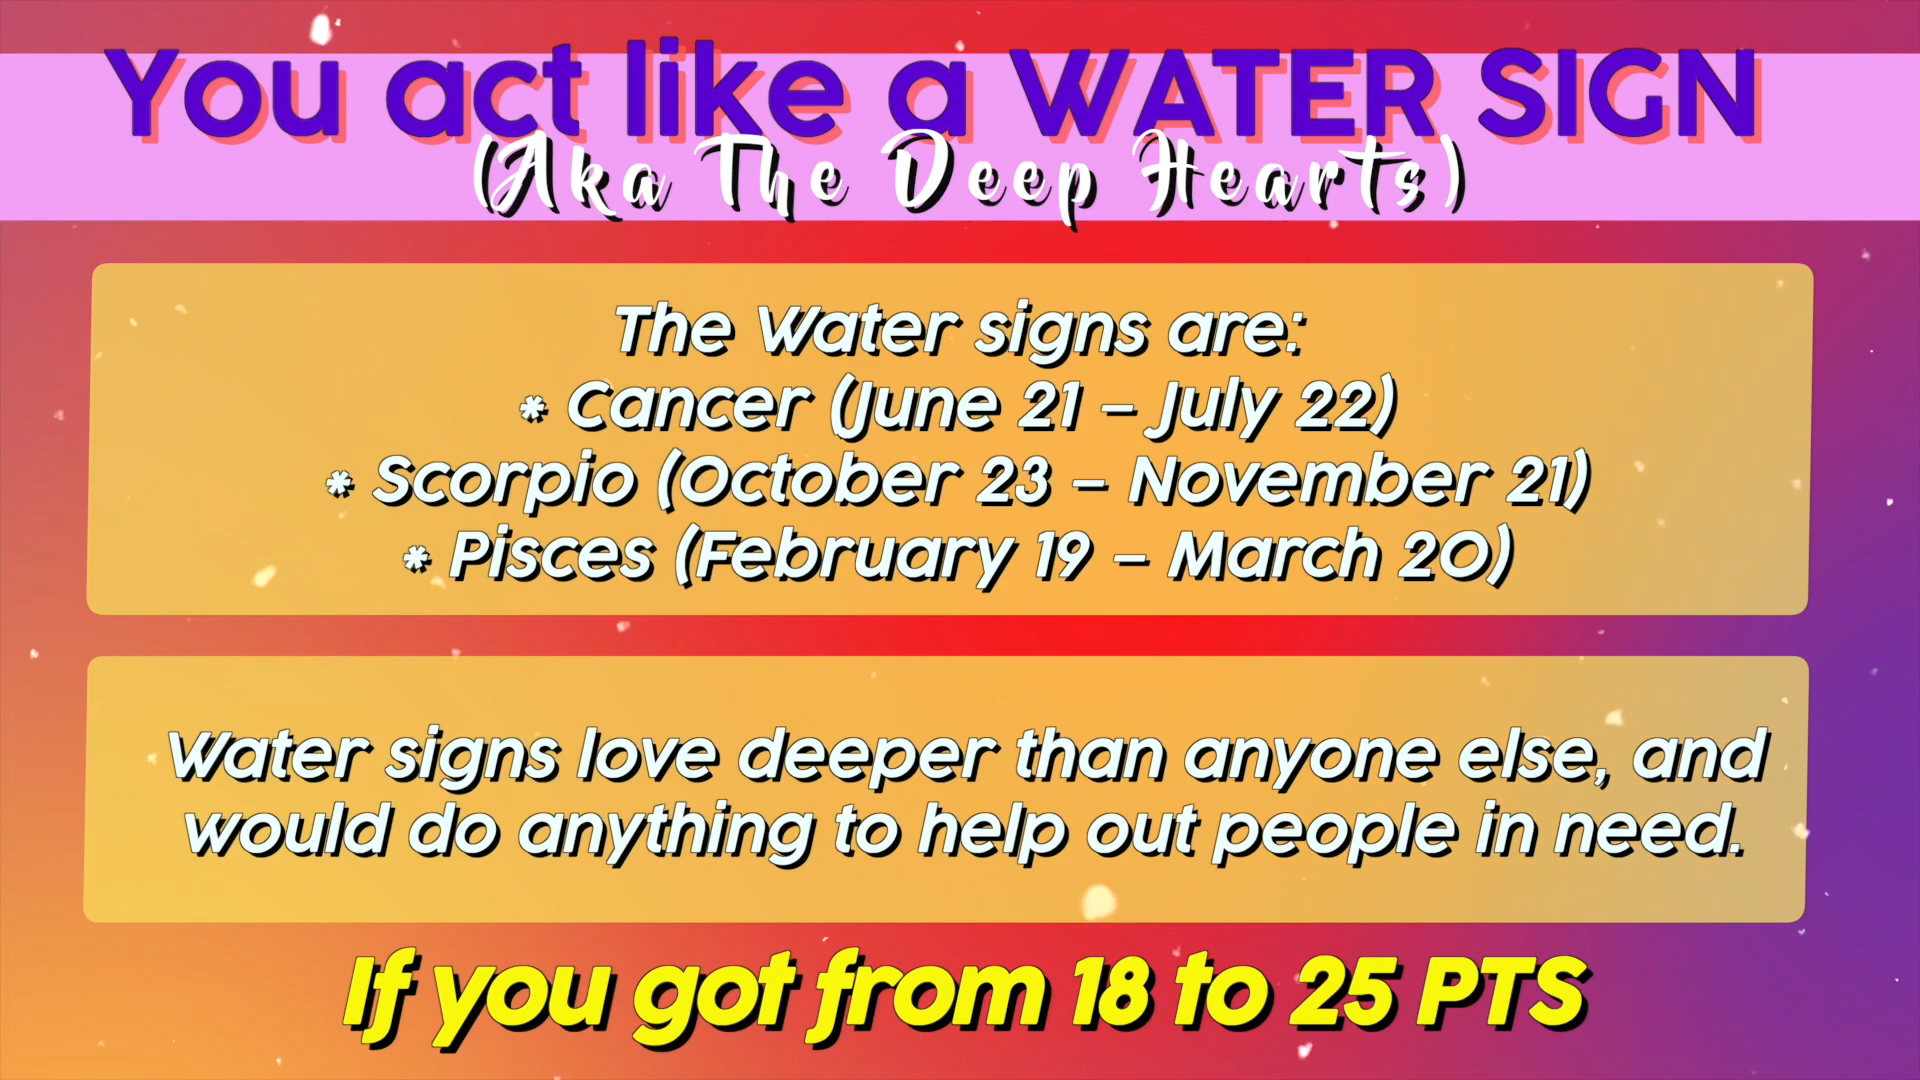 You act like a WATER SIGN
(Aka The Deep Hearts)
The Water signs are:
* Cancer (June 21 – July 22)
* Scorpio (October 23 – November 21)
* Pisces (February 19 – March 20)
Water signs love deeper than anyone else, and
would do anything to help out people in need.
If you got from 18 to 25 PTS